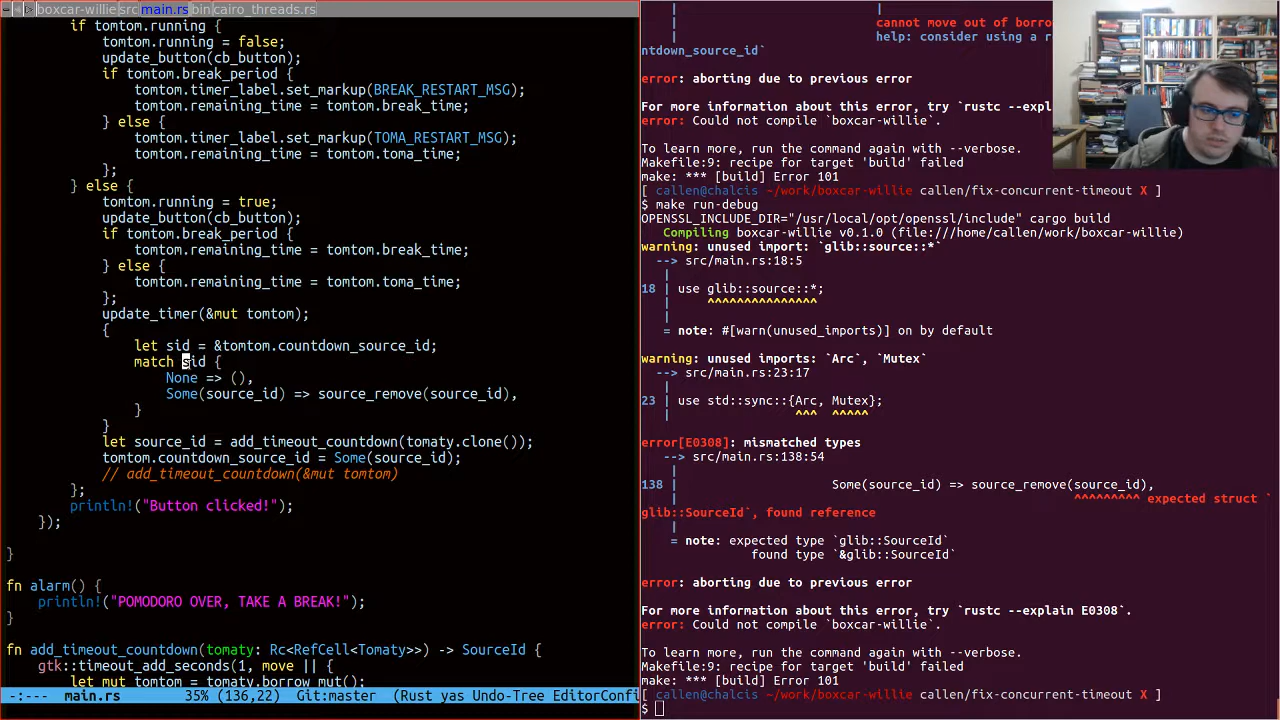 boxcar-willie src main.rs bin cairo_threads.rs
if tomtom.running {
tomtom.running = false;
update_button(cb_button);
if tomtom.break_period {
tomtom.timer_label.set_markup(BREAK_RESTART_MSG);
tomtom.remaining_time = tomtom.break_time;
} else {
tomtom.timer_label.set_markup(TOMA_RESTART_MSG);
tomtom.remaining_time = tomtom.toma_time;
};
} else {
tomtom.running = true;
update_button(cb_button);
if tomtom.break_period {
tomtom.remaining_time = tomtom.break_time;
} else {
tomtom.remaining_time = tomtom.toma_time;
};
update_timer(&mut tomtom);
{
let sid = &tomtom.countdown_source_id;
match sid {
None => (),
Some(source_id) => source_remove(source_id),
}
}
let source_id = add_timeout_countdown(tomaty.clone());
tomtom.countdown_source_id = Some(source_id);
// add_timeout_countdown(&mut tomtom)
};
println!("Button clicked!");
});
}
fn alarm() {
println!("POMODORO OVER, TAKE A BREAK!");
}
fn add_timeout_countdown(tomaty: Rc<RefCell<Tomaty>>) -> SourceId {
gtk::timeout_add_seconds(1, move || {
let mut tomtom = tomaty.borrow_mut();
-:--- main.rs 35% (136,22) Git:master (Rust yas Undo-Tree EditorConfi
| |
| cannot move out of borro
| help: consider using a r
ntdown_source_id`
error: aborting due to previous error
For more information about this error, try `rustc --expl
error: Could not compile `boxcar-willie`.
To learn more, run the command again with --verbose.
Makefile:9: recipe for target 'build' failed
make: *** [build] Error 101
[ callen@chalcis ~/work/boxcar-willie callen/fix-concurrent-timeout X ]
$ make run-debug
OPENSSL_INCLUDE_DIR="/usr/local/opt/openssl/include" cargo build
Compiling boxcar-willie v0.1.0 (file:///home/callen/work/boxcar-willie)
warning: unused import: `glib::source::*`
--> src/main.rs:18:5
|
18 | use glib::source::*;
| ^^^^^^^^^^^^^^^
|
= note: #[warn(unused_imports)] on by default
warning: unused imports: `Arc`, `Mutex`
--> src/main.rs:23:17
|
23 | use std::sync::{Arc, Mutex};
| ^^^ ^^^^^
error[E0308]: mismatched types
--> src/main.rs:138:54
|
138 | Some(source_id) => source_remove(source_id),
| ^^^^^^^^^ expected struct `
glib::SourceId`, found reference
|
= note: expected type `glib::SourceId`
found type `&glib::SourceId`
error: aborting due to previous error
For more information about this error, try `rustc --explain E0308`.
error: Could not compile `boxcar-willie`.
To learn more, run the command again with --verbose.
Makefile:9: recipe for target 'build' failed
make: *** [build] Error 101
[ callen@chalcis ~/work/boxcar-willie callen/fix-concurrent-timeout X ]
$